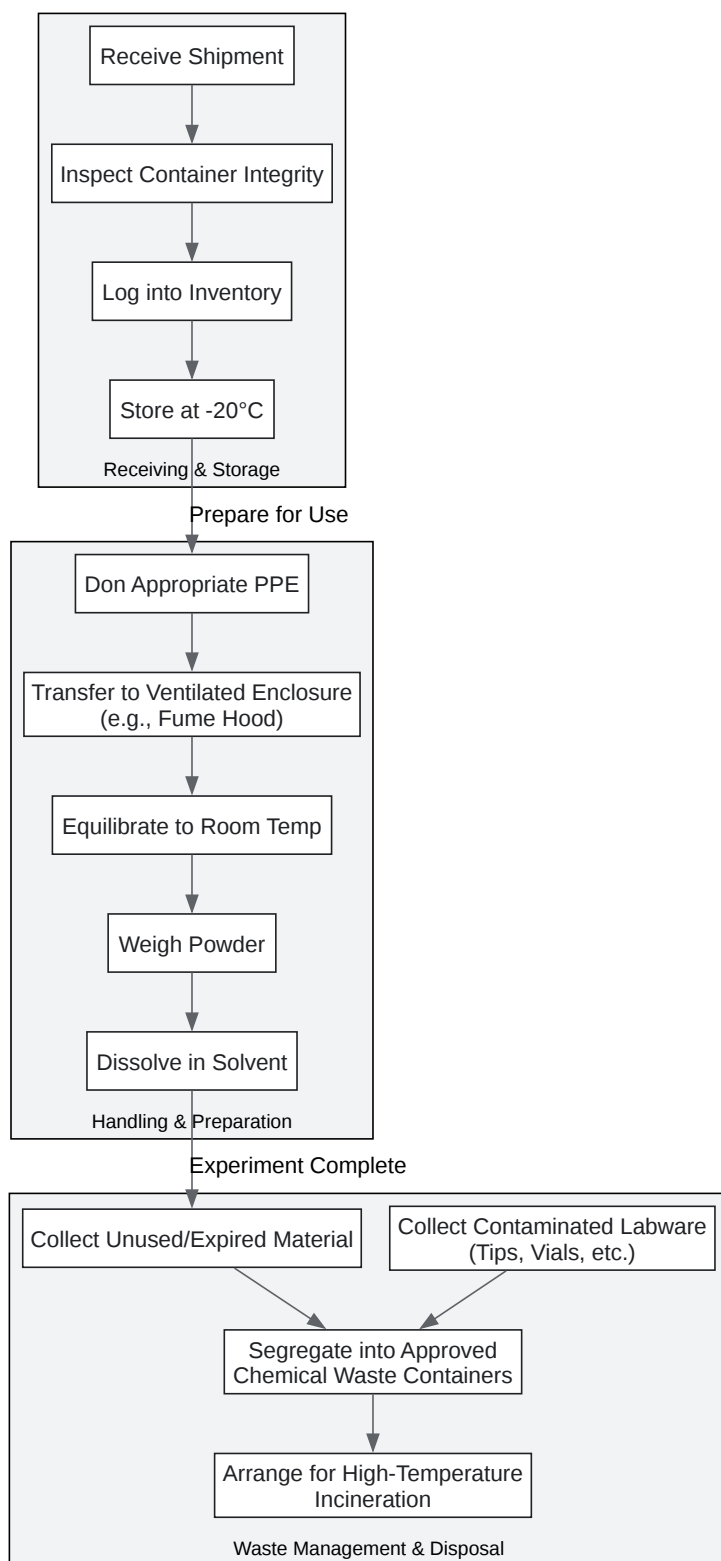 Receive Shipment
Inspect Container Integrity
Log into Inventory
Store at -20°C
Receiving & Storage
Prepare for Use
Don Appropriate PPE
Transfer to Ventilated Enclosure
(e.g., Fume Hood)
Equilibrate to Room Temp
Weigh Powder
Dissolve in Solvent
Handling & Preparation
Experiment Complete
Collect Unused/Expired Material
Collect Contaminated Labware
(Tips, Vials, etc.)
Segregate into Approved
Chemical Waste Containers
Arrange for High-Temperature
Incineration
Waste Management & Disposal